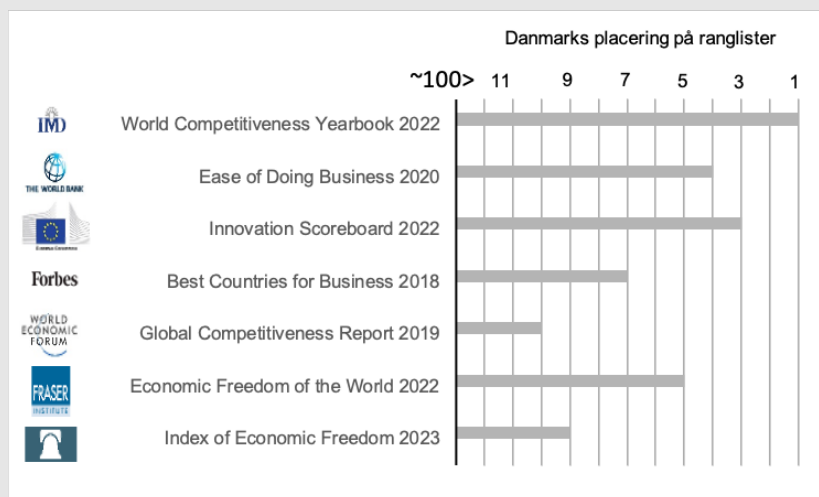 Danmarks placering på ranglister
~100> 11 9 7 5 3 1
IMD World Competitiveness Yearbook 2022
THE WORLD BANK Ease of Doing Business 2020
Innovation Scoreboard 2022
Forbes Best Countries for Business 2018
WORLD
ECONOMIC
FORUM
Global Competitiveness Report 2019
FRASER
INSTITUTE
Economic Freedom of the World 2022
Index of Economic Freedom 2023